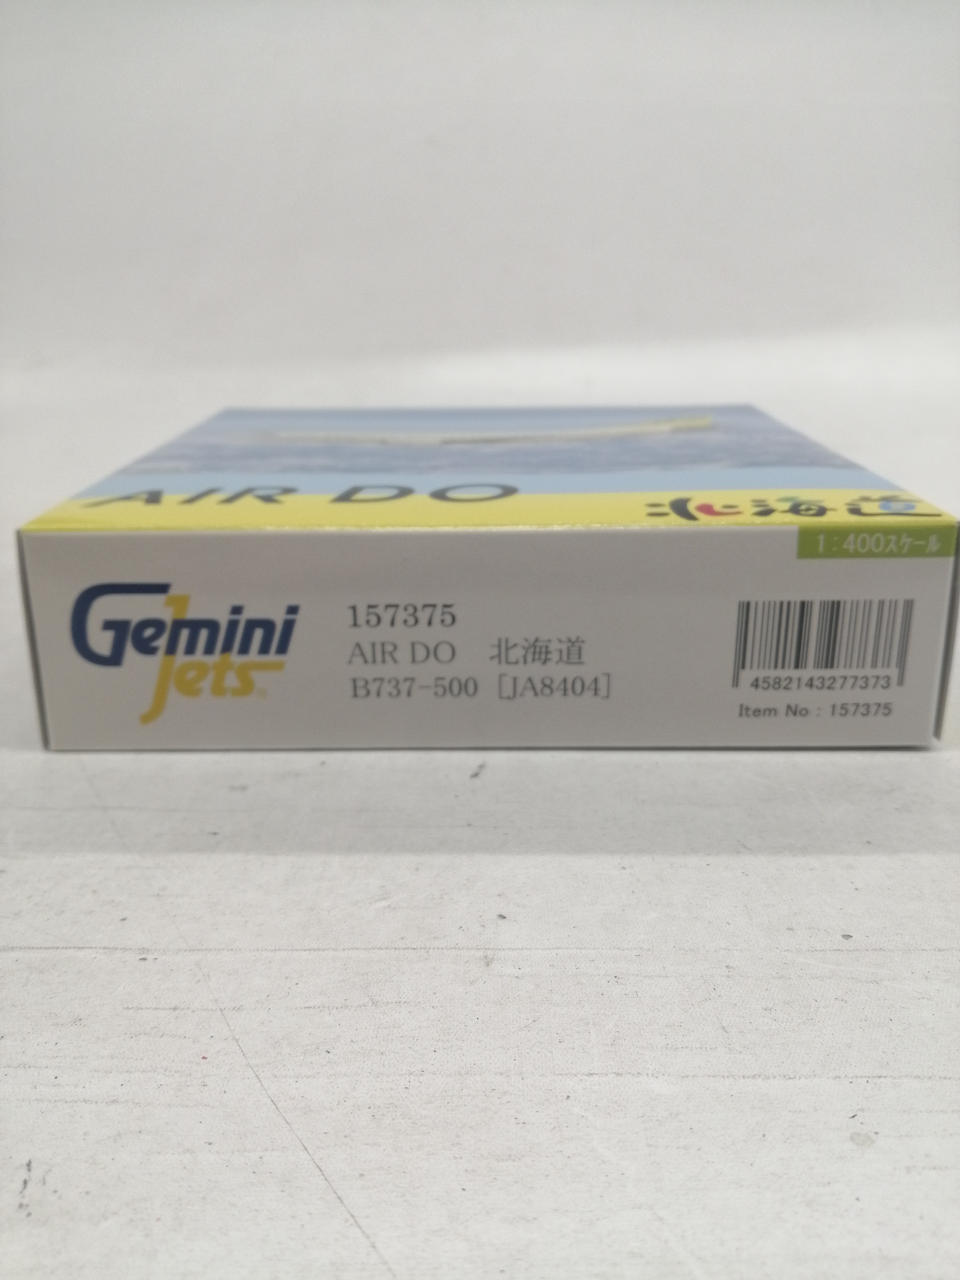 AIR DO
北海道
1:400スケール
Gemini
Jets
157375
AIR DO 北海道
B737-500 [JA8404]
4582143277373
Item No : 157375